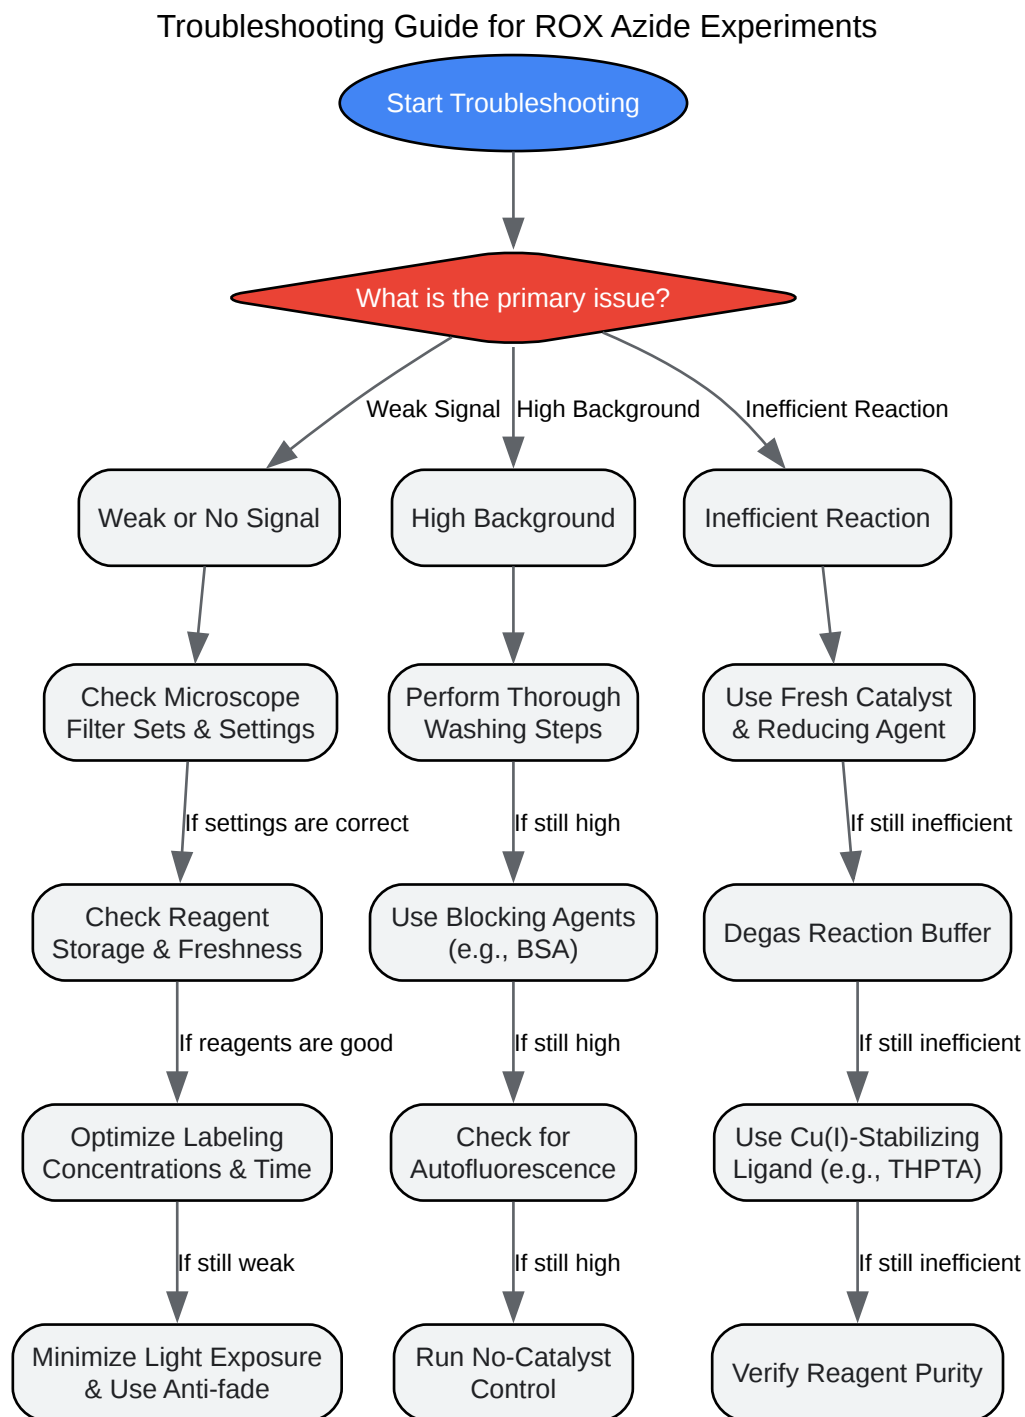 Troubleshooting Guide for ROX Azide Experiments
Start Troubleshooting
What is the primary issue?
Weak Signal
High Background
Inefficient Reaction
Weak or No Signal
High Background
Inefficient Reaction
Check Microscope
Filter Sets & Settings
Perform Thorough
Washing Steps
Use Fresh Catalyst
& Reducing Agent
If settings are correct
If still high
If still inefficient
Check Reagent
Storage & Freshness
Use Blocking Agents
(e.g., BSA)
Degas Reaction Buffer
If reagents are good
If still high
If still inefficient
Optimize Labeling
Concentrations & Time
Check for
Autofluorescence
Use Cu(I)-Stabilizing
Ligand (e.g., THPTA)
If still weak
If still high
If still inefficient
Minimize Light Exposure
& Use Anti-fade
Run No-Catalyst
Control
Verify Reagent Purity